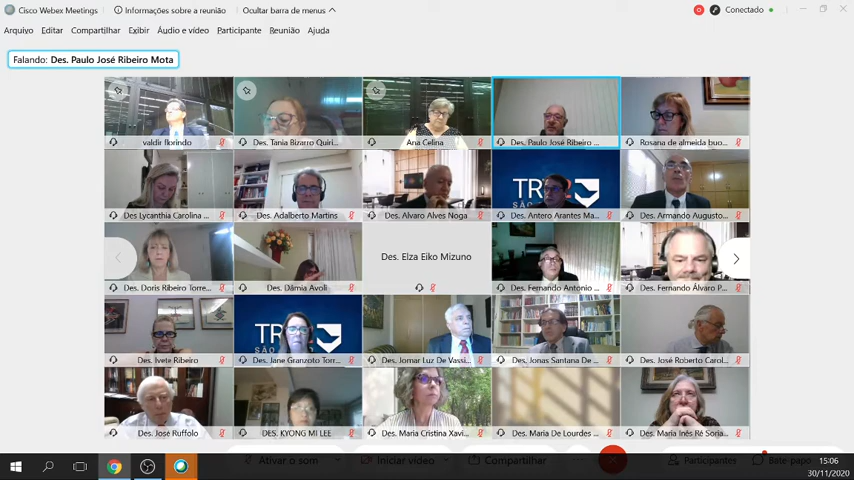 Cisco Webex Meetings
Informações sobre a reunião
Ocultar barra de menus
Conectado
Arquivo Editar Compartilhar Exibir Áudio e vídeo Participante Reunião Ajuda
Falando: Des. Paulo José Ribeiro Mota
valdir florindo
Des. Tania Bizarro Quiri...
Ana Celina
Des. Paulo José Ribeiro ...
Rosana de almeida buo...
Des Lycanthia Carolina ...
Des. Adalberto Martins
Des. Alvaro Alves Noga
Des. Antero Arantes Ma...
Des. Armando Augusto...
Des. Doris Ribeiro Torre...
Des. Dâmia Avoli
Des. Elza Eiko Mizuno
Des. Fernando Antonio ...
Des. Fernando Álvaro P...
Des. Ivete Ribeiro
Des. Jane Granzoto Torr...
Des. Jomar Luz De Vassi...
Des. Jonas Santana De ...
Des. José Roberto Carol...
Des. José Ruffolo
DES. KYONG MI LEE
Des. Maria Cristina Xavi...
Des. Maria De Lourdes ...
Des. Maria Inês Ré Soria...
Ativar o som
Iniciar vídeo
Compartilhar
Participantes
Bate-papo
15:06
30/11/2020